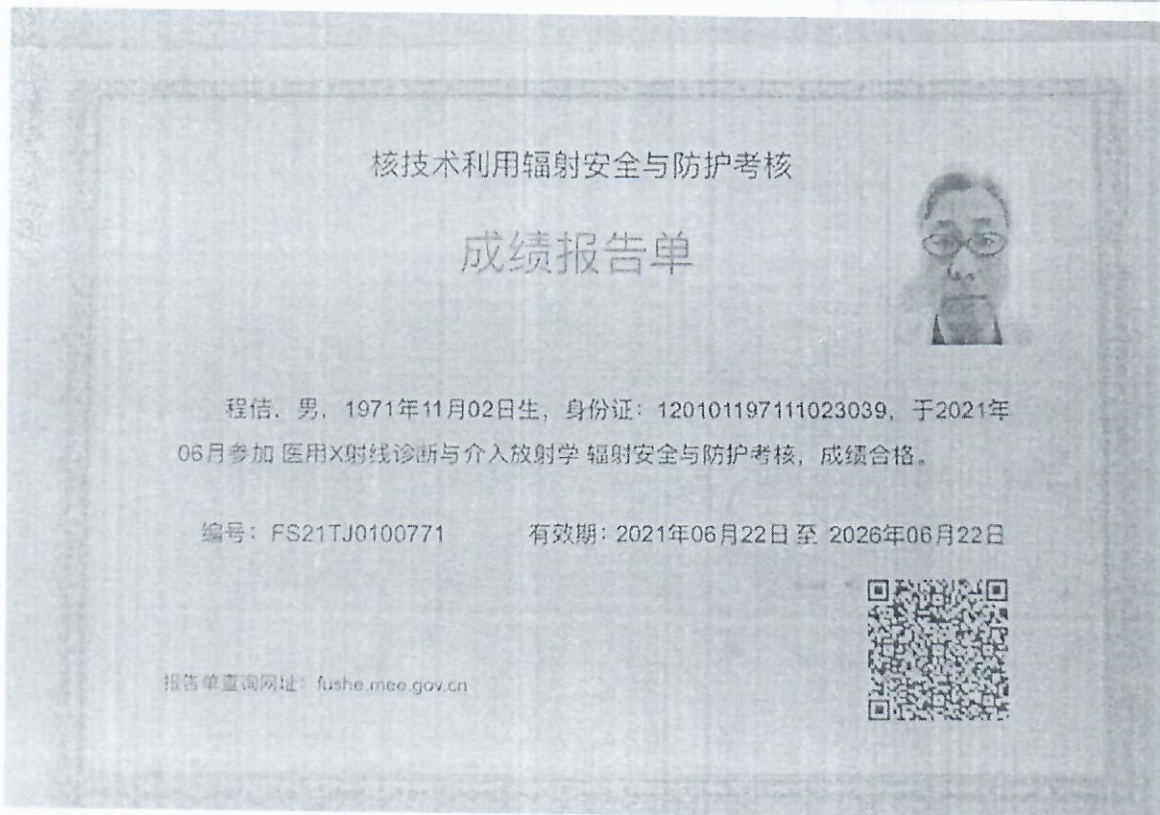 核技术利用辐射安全与防护考核
成绩报告单
程佶，男，1971年11月02日生，身份证：120101197111023039，于2021年
06月参加 医用X射线诊断与介入放射学 辐射安全与防护考核，成绩合格。
编号：FS21TJ0100771 有效期：2021年06月22日 至 2026年06月22日
报告单查询网址：fushe.mee.gov.cn